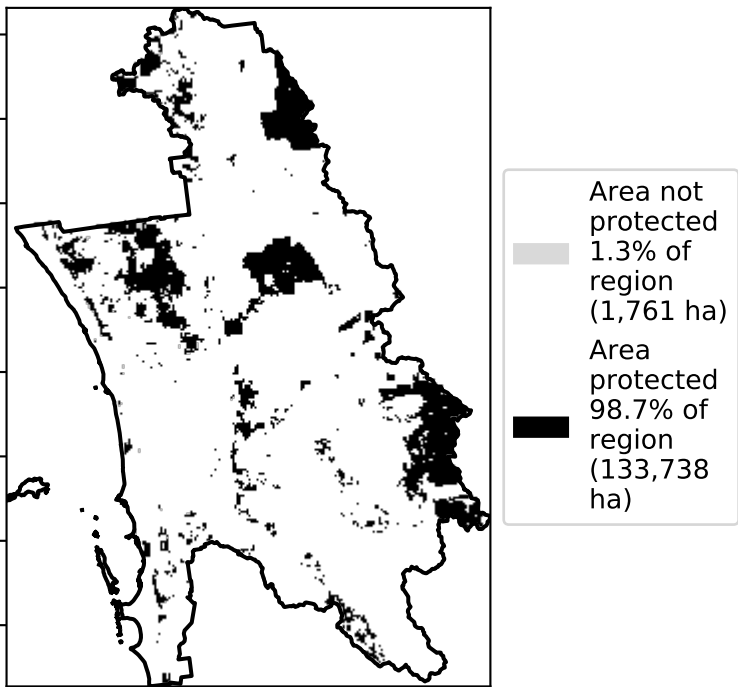 Area not
protected
1.3% of
region
(1,761 ha)
Area
protected
98.7% of
region
(133,738
ha)